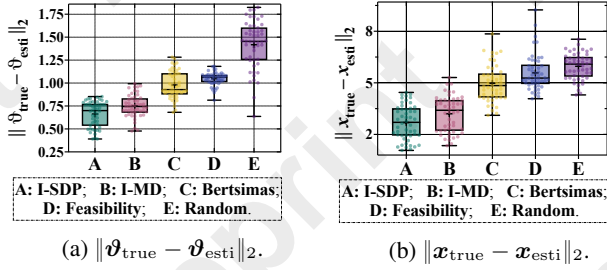 ‖ ϑtrue − ϑesti ‖2
1.75
1.50
1.25
1.00
0.75
0.50
0.25
A B C D E
A: I-SDP; B: I-MD; C: Bertsimas;
D: Feasibility; E: Random.
(a) ‖ϑtrue − ϑesti‖2.
‖ xtrue − xesti ‖2
8
5
2
A B C D E
A: I-SDP; B: I-MD; C: Bertsimas;
D: Feasibility; E: Random.
(b) ‖xtrue − xesti‖2.